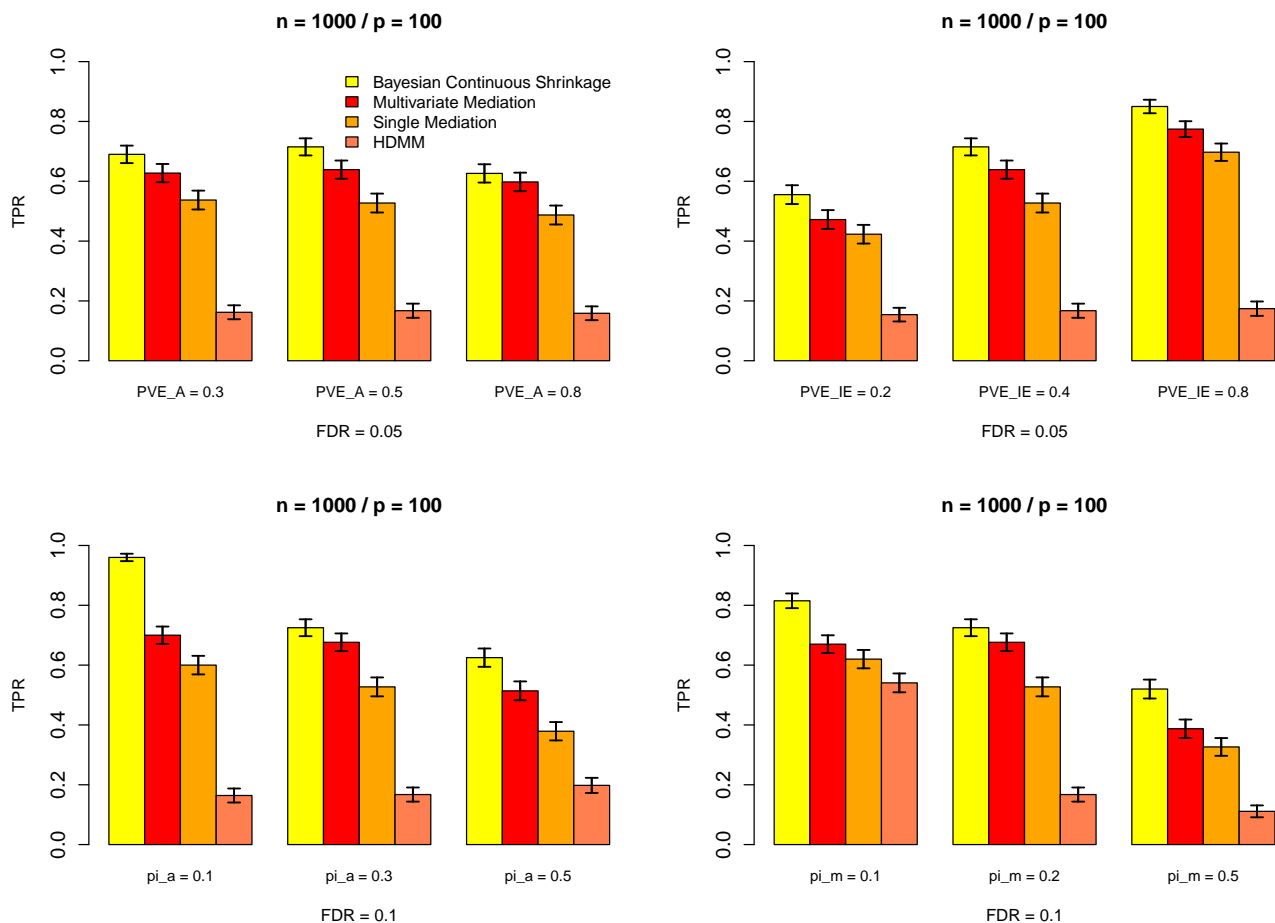 n = 1000 / p = 100
TPR
0.0 0.2 0.4 0.6 0.8 1.0
Bayesian Continuous Shrinkage
Multivariate Mediation
Single Mediation
HDMM
PVE_A = 0.3 PVE_A = 0.5 PVE_A = 0.8
FDR = 0.05
n = 1000 / p = 100
TPR
0.0 0.2 0.4 0.6 0.8 1.0
PVE_IE = 0.2 PVE_IE = 0.4 PVE_IE = 0.8
FDR = 0.05
n = 1000 / p = 100
TPR
0.0 0.2 0.4 0.6 0.8 1.0
pi_a = 0.1 pi_a = 0.3 pi_a = 0.5
FDR = 0.1
n = 1000 / p = 100
TPR
0.0 0.2 0.4 0.6 0.8 1.0
pi_m = 0.1 pi_m = 0.2 pi_m = 0.5
FDR = 0.1